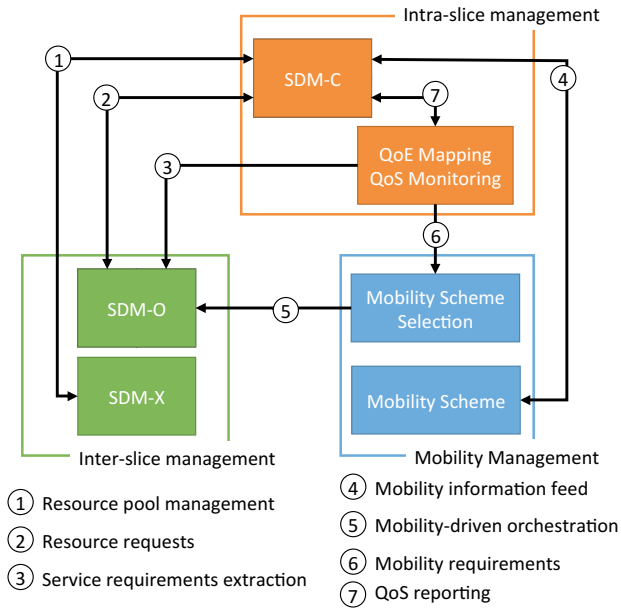 Intra-slice management
1
SDM-C
4
2
7
QoE Mapping
QoS Monitoring
3
6
SDM-O
5
Mobility Scheme
Selection
SDM-X
Mobility Scheme
Inter-slice management
Mobility Management
1 Resource pool management
2 Resource requests
3 Service requirements extraction
4 Mobility information feed
5 Mobility-driven orchestration
6 Mobility requirements
7 QoS reporting